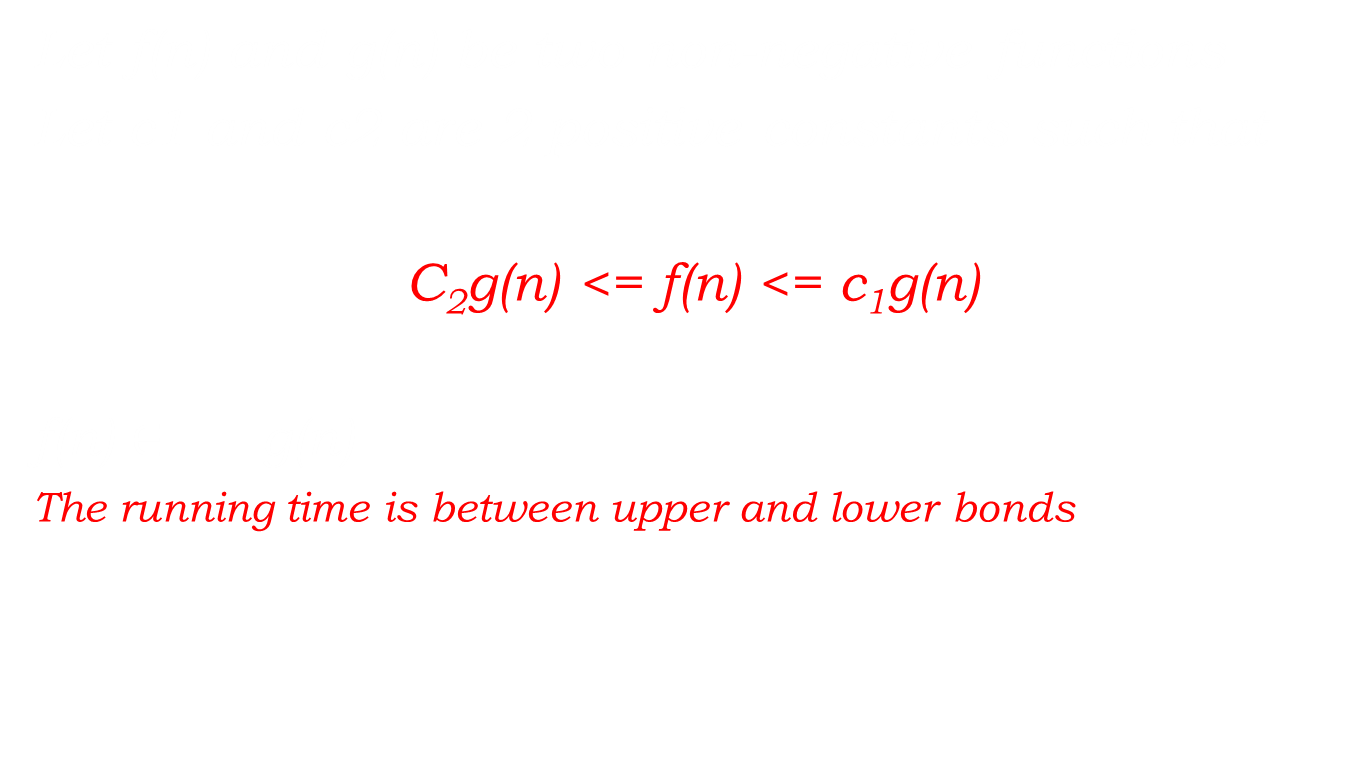 C₂g(n) <= f(n) <= c₁g(n)
The running time is between upper and lower bonds